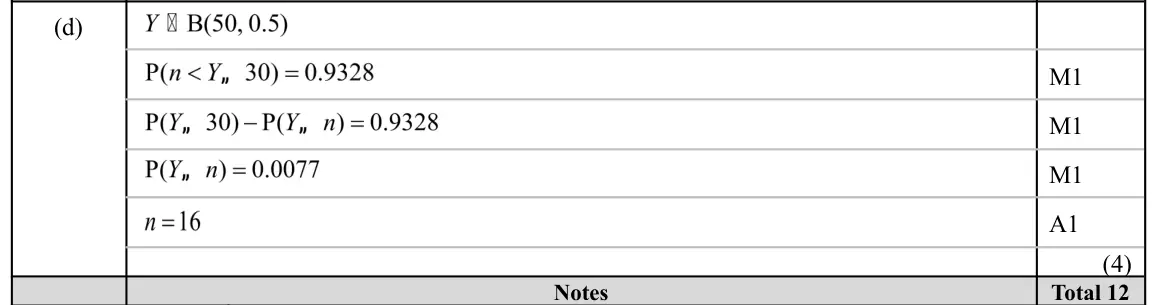 (d) Y □ B(50, 0.5)
P(n < Y„ 30) = 0.9328 M1
P(Y„ 30) – P(Y„ n) = 0.9328 M1
P(Y„ n) = 0.0077 M1
n = 16 A1
(4)
Notes Total 12